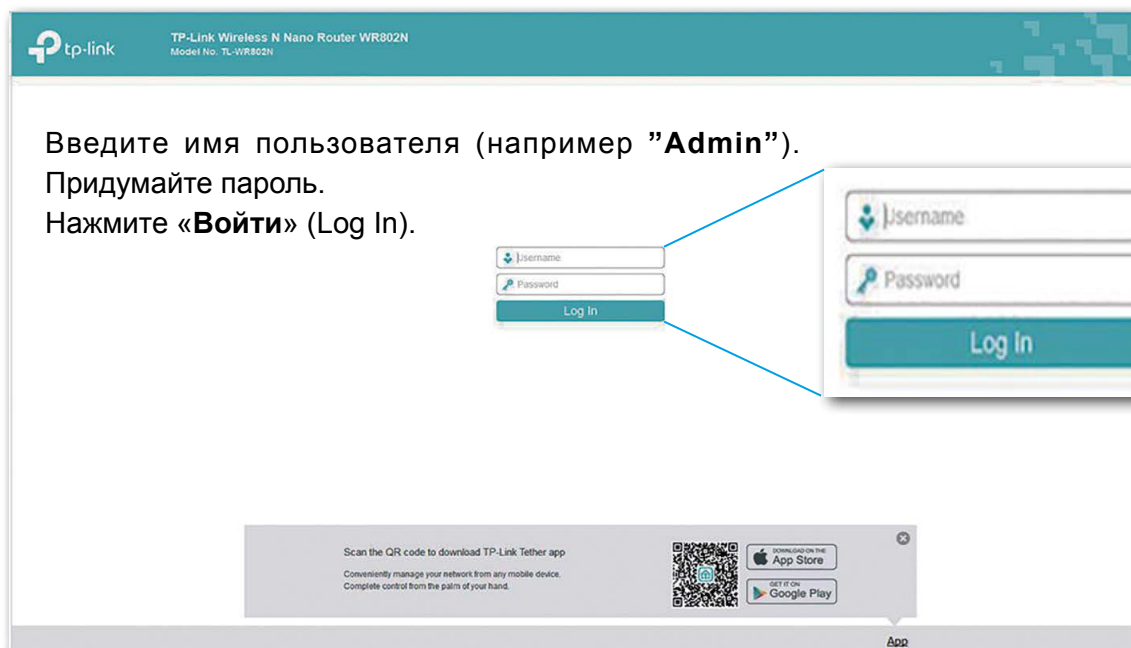 tp-link
TP-Link Wireless N Nano Router WR802N
Model No. TL-WR802N
Введите имя пользователя (например ”Admin”).
Придумайте пароль.
Нажмите «Войти» (Log In).
Username
Password
Log In
Username
Password
Log In
Scan the QR code to download TP-Link Tether app
Conveniently manage your network from any mobile device.
Complete control from the palm of your hand.
DOWNLOAD ON THE
App Store
GET IT ON
Google Play
App